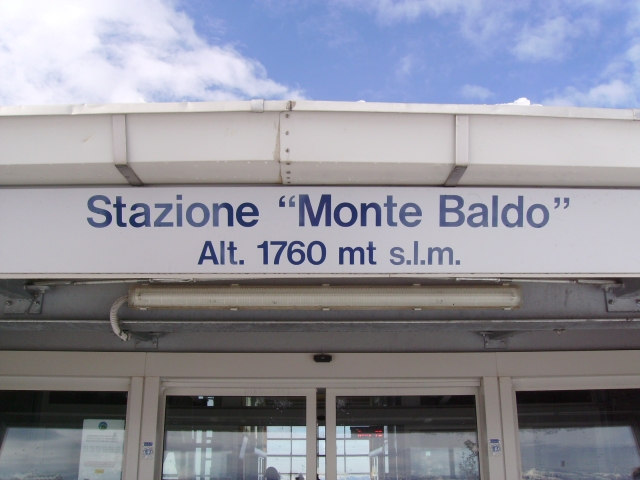 Stazione “Monte Baldo”
Alt. 1760 mt s.l.m.